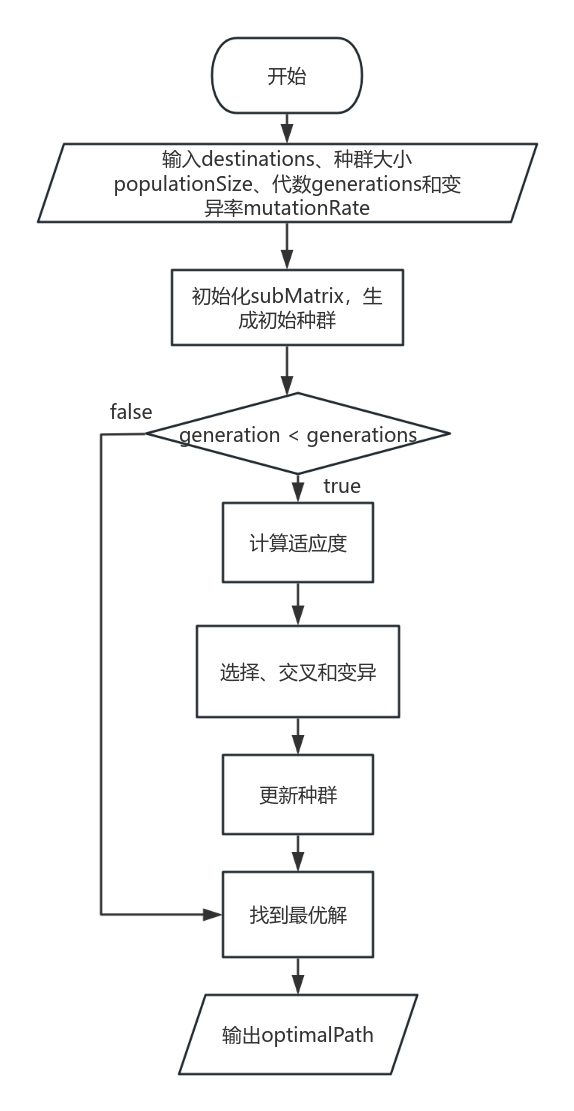 开始
输入destinations、种群大小
populationSize、代数generations和变
异率mutationRate
初始化subMatrix，生
成初始种群
false
generation < generations
true
计算适应度
选择、交叉和变异
更新种群
找到最优解
输出optimalPath